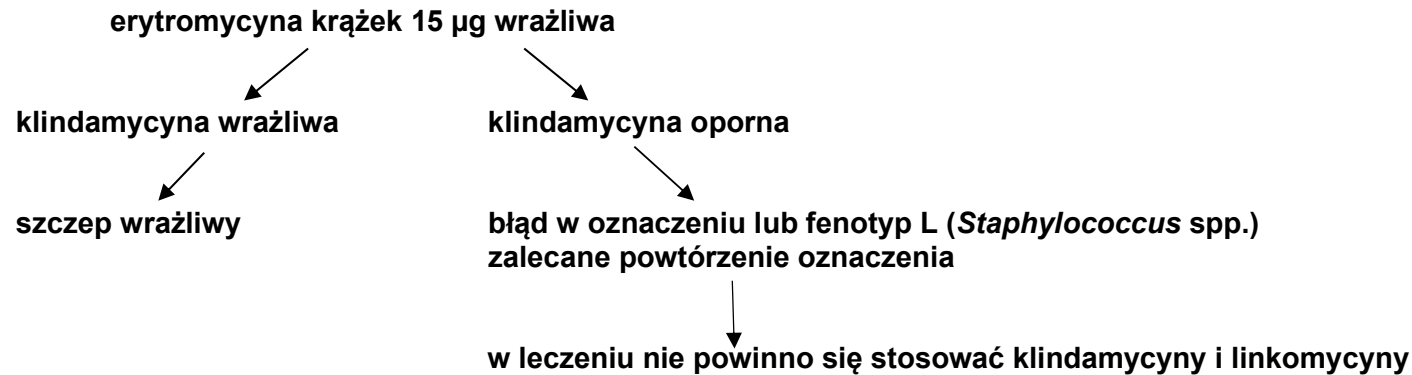 erytromycyna krążek 15 µg wrażliwa
klindamycyna wrażliwa
klindamycyna oporna
szczep wrażliwy
błąd w oznaczeniu lub fenotyp L (Staphylococcus spp.)
zalecane powtórzenie oznaczenia
w leczeniu nie powinno się stosować klindamycyny i linkomycyny